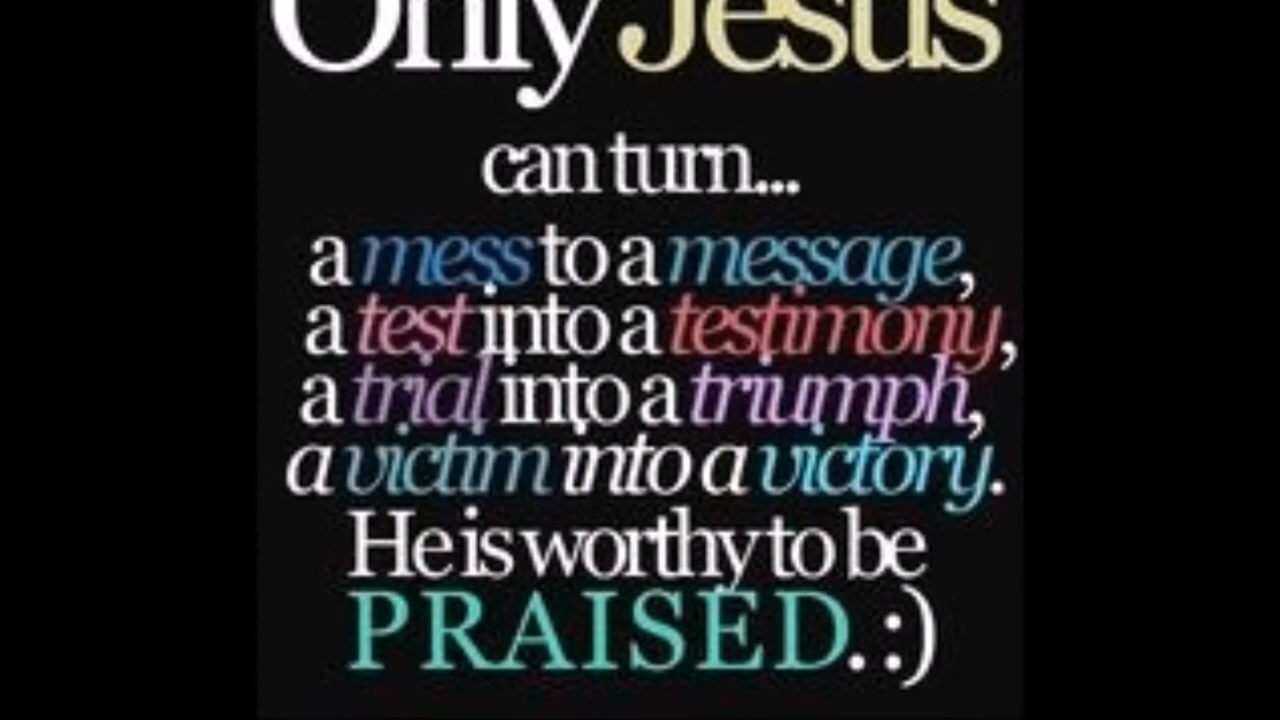 Only Jesus
can turn...
a mess to a message,
a test into a testimony,
a trial into a triumph,
a victim into a victory.
He is worthy to be
PRAISED. :)